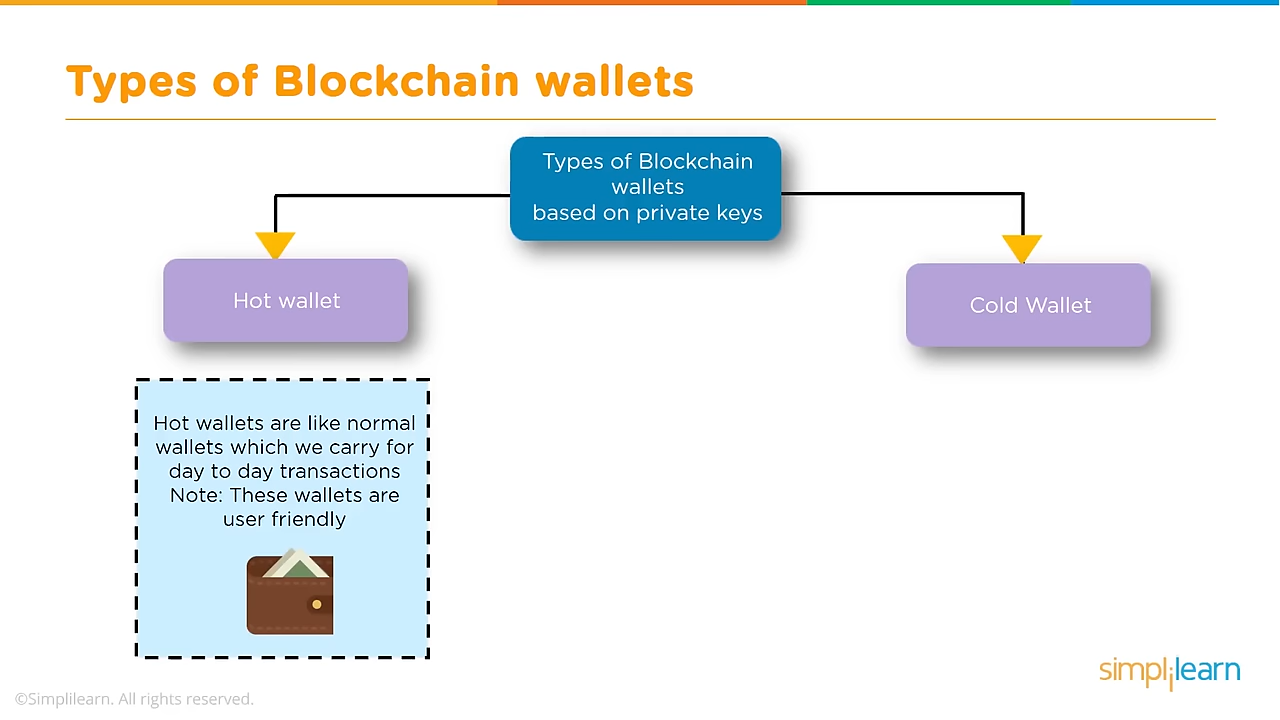 Types of Blockchain wallets
Types of Blockchain
wallets
based on private keys
Hot wallet
Cold Wallet
Hot wallets are like normal
wallets which we carry for
day to day transactions
Note: These wallets are
user friendly
simplilearn
©Simplilearn. All rights reserved.